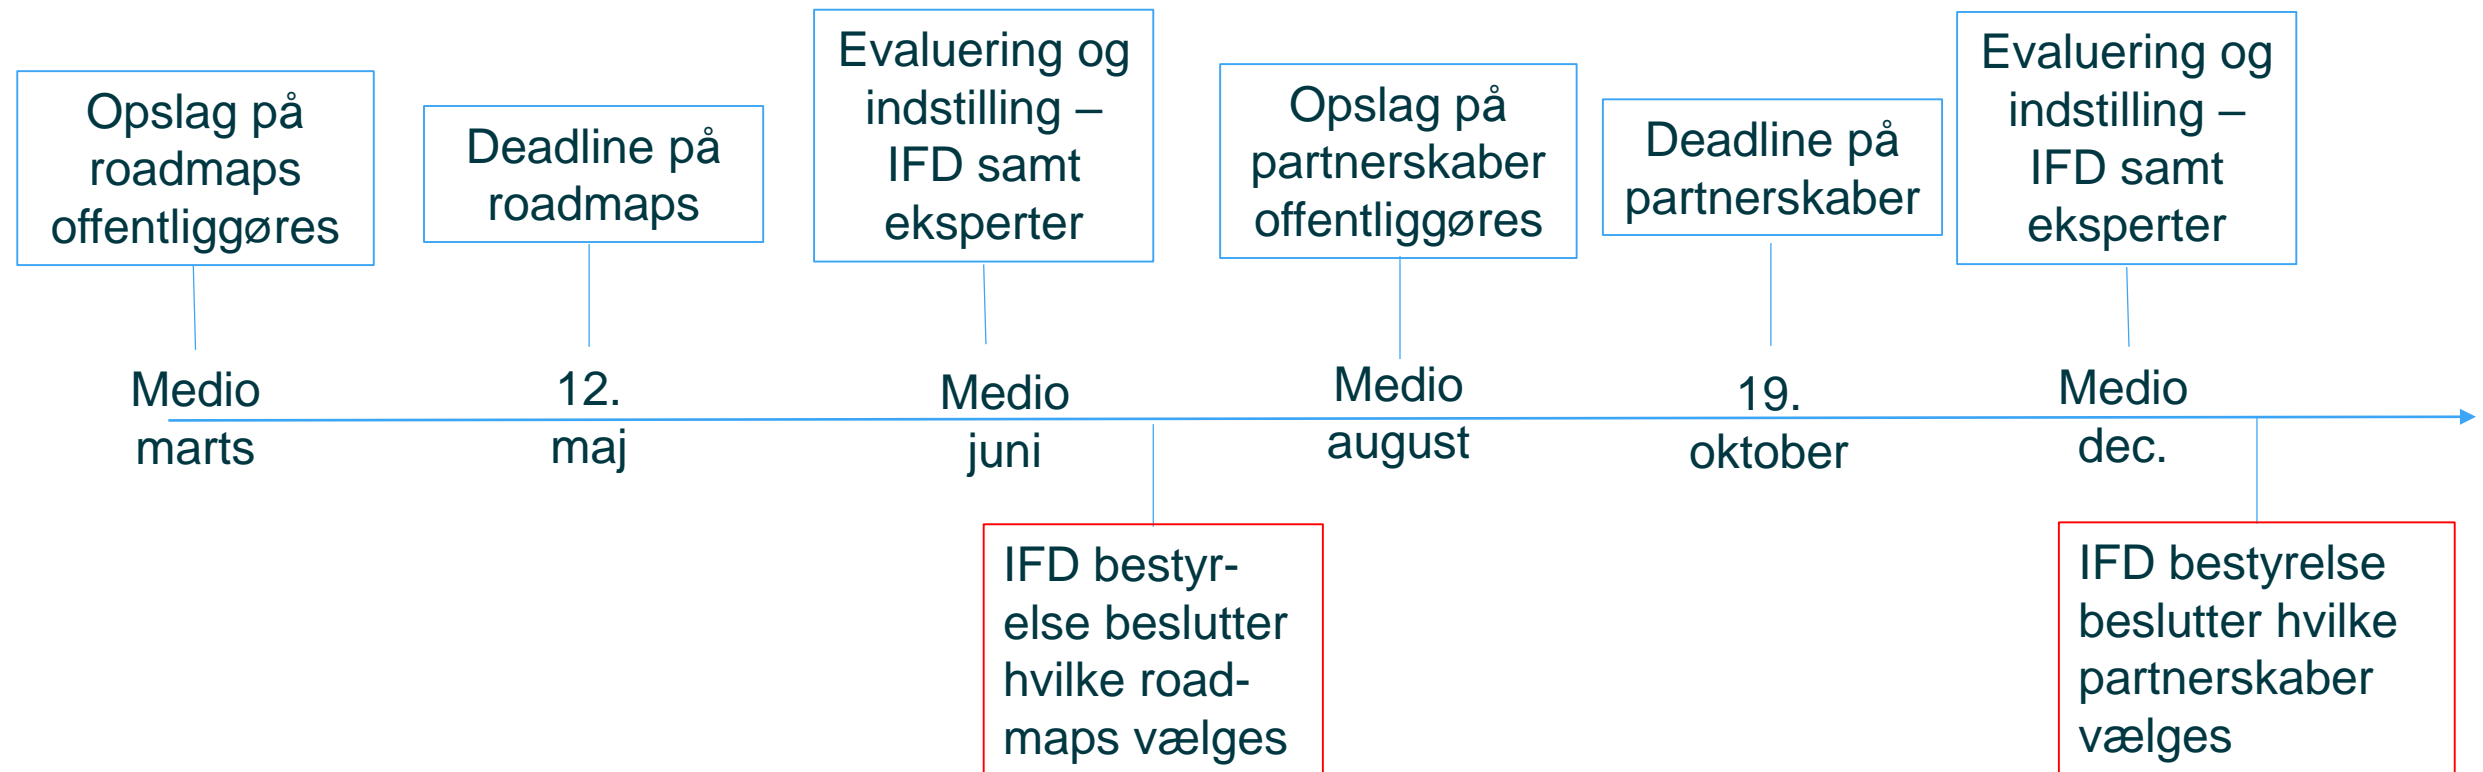 Opslag på
roadmaps
offentliggøres
Deadline på
roadmaps
Evaluering og
indstilling –
IFD samt
eksperter
Opslag på
partnerskaber
offentliggøres
Deadline på
partnerskaber
Evaluering og
indstilling –
IFD samt
eksperter
Medio
marts
12.
maj
Medio
juni
Medio
august
19.
oktober
Medio
dec.
IFD bestyr-
else beslutter
hvilke road-
maps vælges
IFD bestyrelse
beslutter hvilke
partnerskaber
vælges